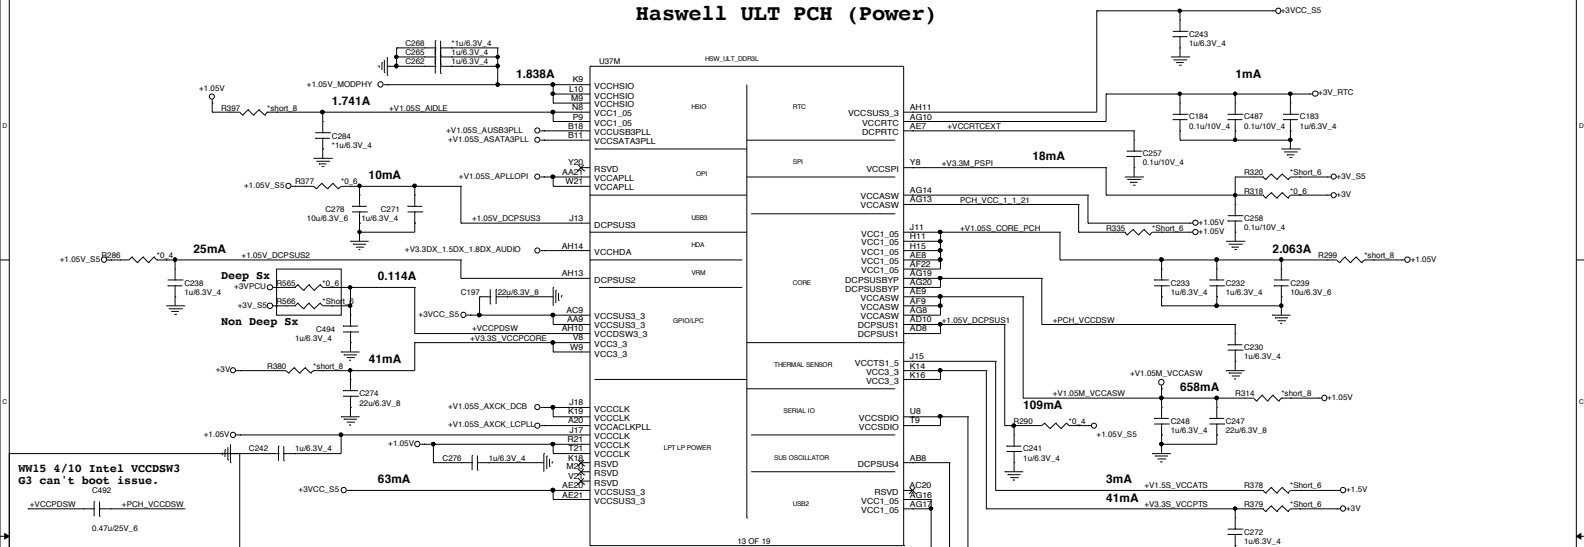 Haswell ULT PCH (Power)
+3VCC_S5
C243
1u/6.3V_4
C268 *1u/6.3V_4
C265 1u/6.3V_4
C262 1u/6.3V_4
U37M
HSW_ULT_DDR3L
+1.05V_MODPHY
1.838A
1mA
+1.05V
R397 *short_8
1.741A
+V1.05S_AIDLE
C284
*1u/6.3V_4
+V1.05S_AUSB3PLL
+V1.05S_ASATA3PLL
K9 VCCHSIO
L10 VCCHSIO
M9 VCCHSIO
N8 VCC1_05
P9 VCC1_05
B18 VCCUSB3PLL
B11 VCCSATA3PLL
HSIO
RTC
VCCSUS3_3 AH11
VCCRTC AG10
DCPRTC AE7
+VCCRTCEXT
+3V_RTC
C184
0.1u/10V_4
C487
0.1u/10V_4
C183
1u/6.3V_4
C257
0.1u/10V_4
+V1.05S_APLLOPI
Y20 RSVD
AA21 VCCAPLL
W21 VCCAPLL
OPI
SPI
VCCSPI Y8
+V3.3M_PSPI
18mA
R320 *Short_6 +3V_S5
R318 *0_6 +3V
C258
0.1u/10V_4
+1.05V_S5 R377 *0_6
10mA
C278
10u/6.3V_6
C271
1u/6.3V_4
+1.05V_DCPSUS3
J13 DCPSUS3
USB3
VCCASW AG14
VCCASW AG13
PCH_VCC_1_1_21
+1.05V
R335 *Short_6 +1.05V
+V3.3DX_1.5DX_1.8DX_AUDIO
AH14 VCCHDA
HDA
+1.05V_S5 R286 *0_4
25mA
+1.05V_DCPSUS2
C238
1u/6.3V_4
AH13 DCPSUS2
VRM
CORE
VCC1_05 J11
VCC1_05 H11
VCC1_05 H15
VCC1_05 AE8
VCC1_05 AF22
DCPSUSBYP AG19
DCPSUSBYP AG20
VCCASW AE9
VCCASW AF9
VCCASW AG8
DCPSUS1 AD10
DCPSUS1 AD8
+V1.05S_CORE_PCH
+1.05V_DCPSUS1
2.063A
R299 *short_8 +1.05V
C233
1u/6.3V_4
C232
1u/6.3V_4
C239
10u/6.3V_6
+PCH_VCCDSW
C230
1u/6.3V_4
Deep Sx
+3VPCU R565 *0_6
+3V_S5 R566 *Short_6
Non Deep Sx
0.114A
C494
1u/6.3V_4
C197 22u/6.3V_8
+3VCC_S5
+VCCPDSW
+V3.3S_VCCPCORE
AC9 VCCSUS3_3
AA9 VCCSUS3_3
AH10 VCCDSW3_3
V8 VCC3_3
W9 VCC3_3
GPIO/LPC
+3V R380 *short_8
41mA
C274
22u/6.3V_8
THERMAL SENSOR
VCCTS1_5 J15
VCC3_3 K14
VCC3_3 K16
+V1.05M_VCCASW
+V1.05M_VCCASW
658mA
R314 *short_8 +1.05V
C248
1u/6.3V_4
C247
22u/6.3V_8
109mA
R290 *0_4 +1.05V_S5
C241
1u/6.3V_4
SERIAL IO
VCCSDIO U8
VCCSDIO T9
+V1.05S_AXCK_DCB
+V1.05S_AXCK_LCPLL
+1.05V
C242 1u/6.3V_4
+1.05V
C276 1u/6.3V_4
J18 VCCCLK
K19 VCCCLK
A20 VCCACLKPLL
J17 VCCCLK
R21 VCCCLK
T21 VCCCLK
K18 RSVD
M20 RSVD
V21 RSVD
AE20 VCCSUS3_3
AE21 VCCSUS3_3
LPT LP POWER
SUS OSCILLATOR
DCPSUS4 AB8
USB2
RSVD AC20
VCC1_05 AG16
VCC1_05 AG17
+3VCC_S5
63mA
3mA
+V1.5S_VCCATS R378 *Short_6 +1.5V
41mA
+V3.3S_VCCPTS R379 *Short_6 +3V
C272
1u/6.3V_4
WW15 4/10 Intel VCCDSW3
G3 can't boot issue.
C492
+VCCPDSW +PCH_VCCDSW
0.47u/25V_6
13 OF 19
D
D
C
C